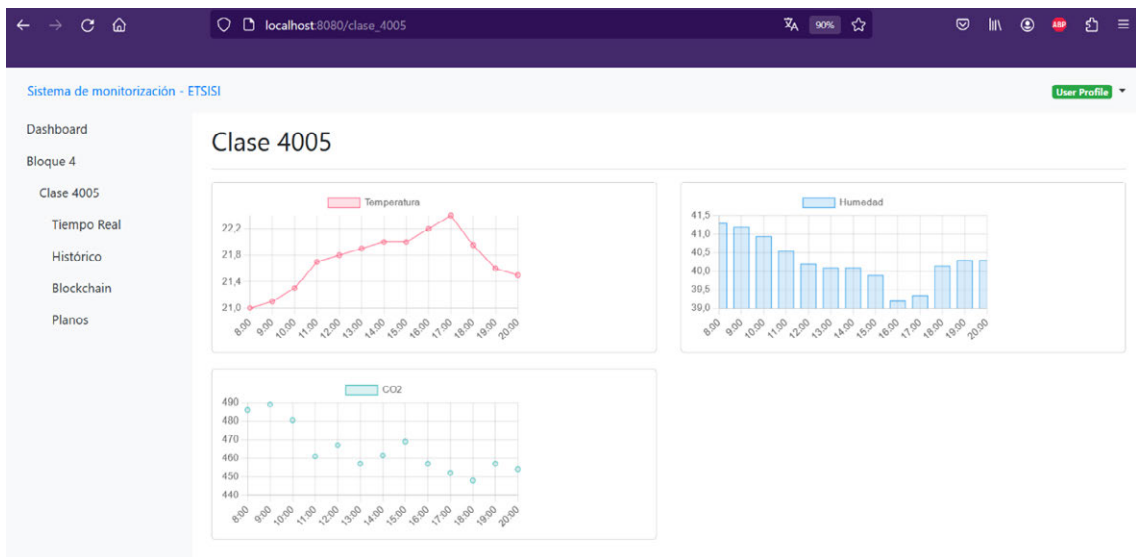 localhost:8080/clase_4005
90%
ABP
Sistema de monitorización - ETSISI
User Profile
Dashboard
Bloque 4
Clase 4005
Tiempo Real
Histórico
Blockchain
Planos
Clase 4005
Temperatura
22,2
21,8
21,4
21,0
8:00 9:00 10:00 11:00 12:00 13:00 14:00 15:00 16:00 17:00 18:00 19:00 20:00
Humedad
41,5
41,0
40,5
40,0
39,5
39,0
8:00 9:00 10:00 11:00 12:00 13:00 14:00 15:00 16:00 17:00 18:00 19:00 20:00
CO2
490
480
470
460
450
440
8:00 9:00 10:00 11:00 12:00 13:00 14:00 15:00 16:00 17:00 18:00 19:00 20:00